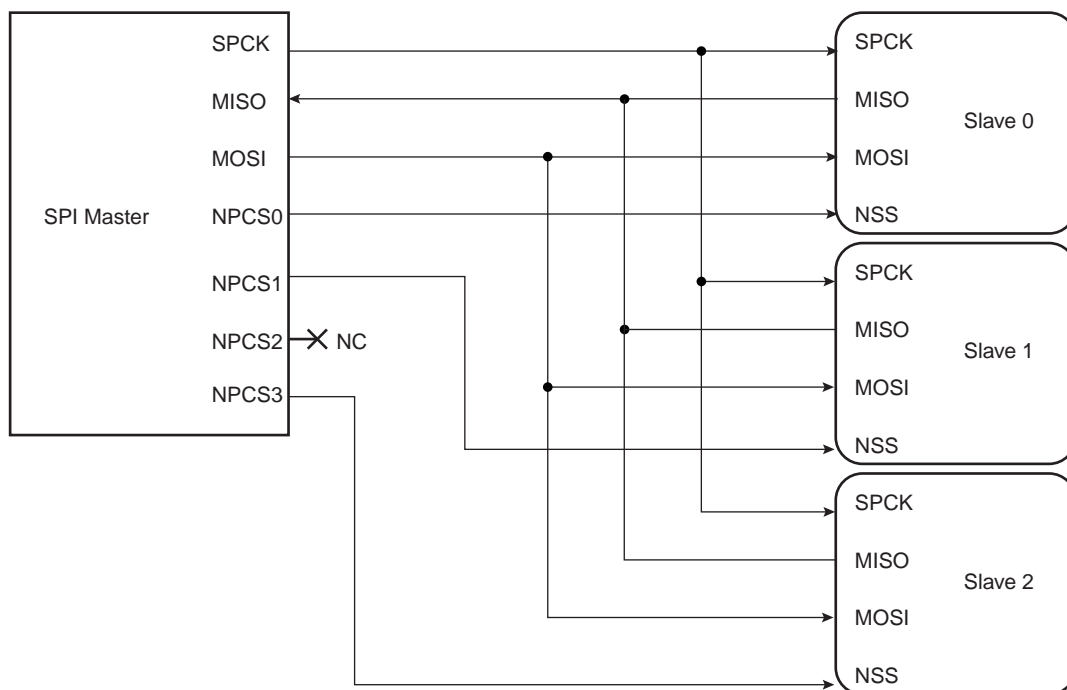 SPI Master
SPCK
MISO
MOSI
NPCS0
NPCS1
NPCS2
NC
NPCS3
SPCK
MISO
Slave 0
MOSI
NSS
SPCK
MISO
Slave 1
MOSI
NSS
SPCK
MISO
Slave 2
MOSI
NSS